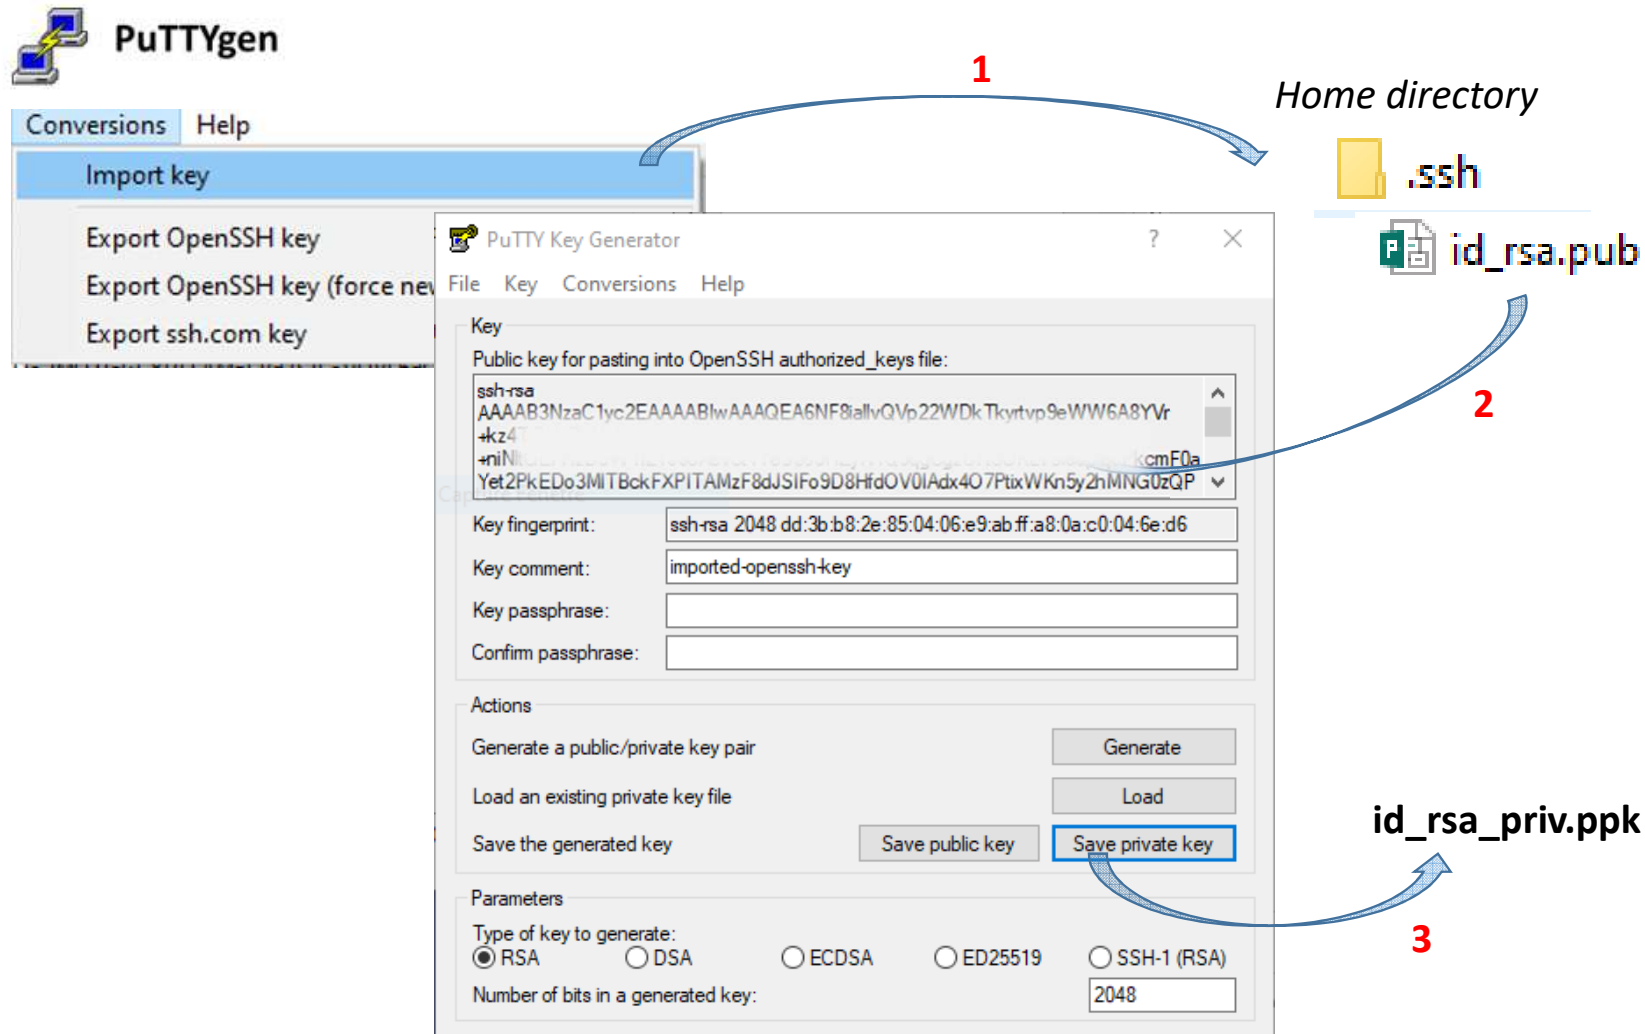 PuTTYgen
1
Home directory
Conversions Help
Import key
.ssh
Export OpenSSH key
PuTTY Key Generator ? ×
id_rsa.pub
Export OpenSSH key (force new
File Key Conversions Help
Export ssh.com key
Key
Public key for pasting into OpenSSH authorized_keys file:
ssh-rsa
AAAAB3NzaC1yc2EAAAABIwAAAQEA6NF8iallvQVp22WDkTkyrtvp9eWW6A8YVr
+kz4
2
+niN kcmF0a
Yet2PkEDo3MITBckFXPITAMzF8dJSIFo9D8HfdOV0IAdx4O7PtixWKn5y2hMNG0zQP
Key fingerprint: ssh-rsa 2048 dd:3b:b8:2e:85:04:06:e9:ab:ff:a8:0a:c0:04:6e:d6
Key comment: imported-openssh-key
Key passphrase:
Confirm passphrase:
Actions
Generate a public/private key pair Generate
Load an existing private key file Load
id_rsa_priv.ppk
Save the generated key Save public key Save private key
Parameters
Type of key to generate:
3
RSA DSA ECDSA ED25519 SSH-1 (RSA)
Number of bits in a generated key: 2048